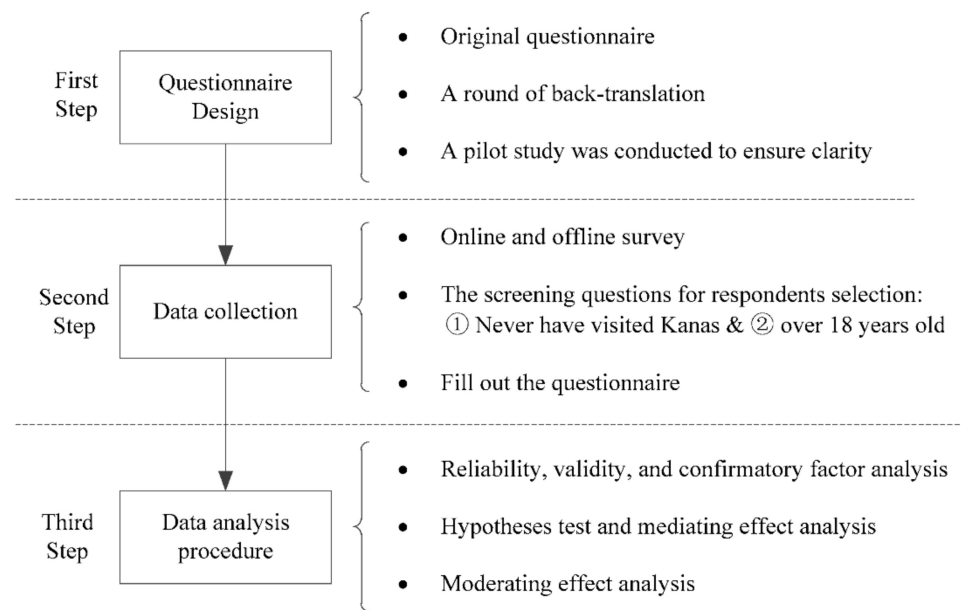 First
Step
Questionnaire
Design
• Original questionnaire
• A round of back-translation
• A pilot study was conducted to ensure clarity
Second
Step
Data collection
• Online and offline survey
• The screening questions for respondents selection:
① Never have visited Kanas & ② over 18 years old
• Fill out the questionnaire
Third
Step
Data analysis
procedure
• Reliability, validity, and confirmatory factor analysis
• Hypotheses test and mediating effect analysis
• Moderating effect analysis